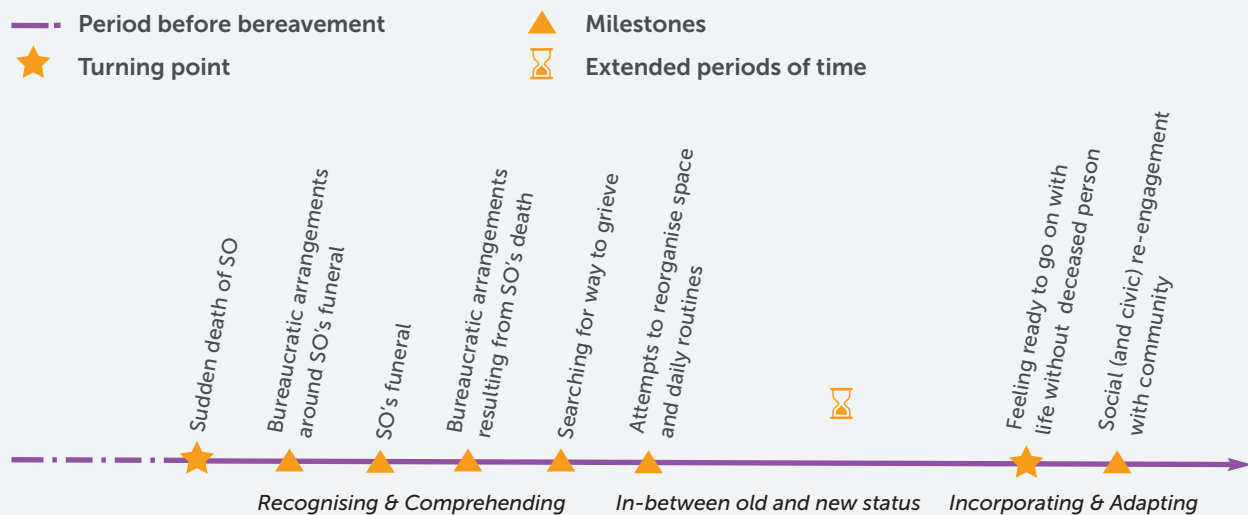 Period before bereavement
Milestones
Turning point
Extended periods of time
Sudden death of SO
Bureaucratic arrangements
around SO's funeral
SO's funeral
Bureaucratic arrangements
resulting from SO's death
Searching for way to grieve
Attempts to reorganise space
and daily routines
Feeling ready to go on with
life without deceased person
Social (and civic) re-engagement
with community
Recognising & Comprehending
In-between old and new status
Incorporating & Adapting